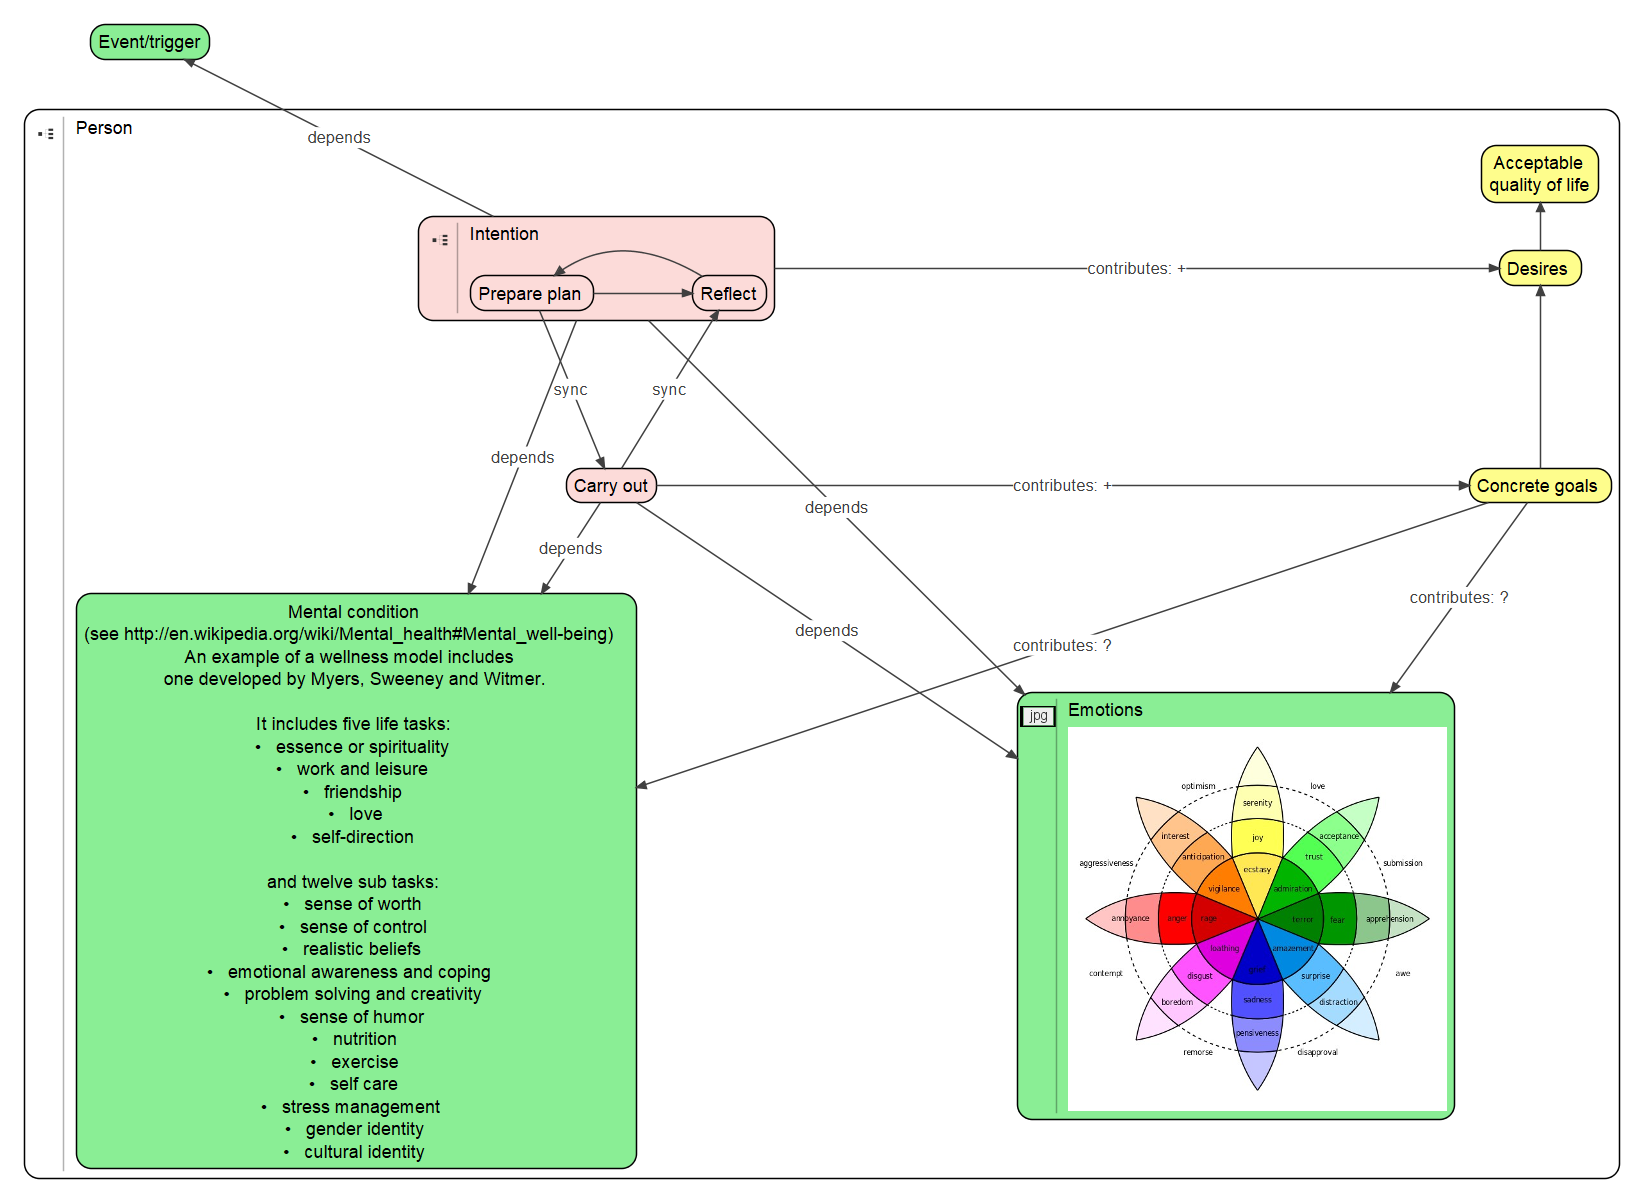 Event/trigger
depends
Person
Acceptable
quality of life
Intention
Prepare plan
Reflect
contributes: +
Desires
sync
sync
depends
Carry out
contributes: +
Concrete goals
depends
depends
contributes: ?
depends
contributes: ?
Mental condition
(see http://en.wikipedia.org/wiki/Mental_health#Mental_well-being)
An example of a wellness model includes
one developed by Myers, Sweeney and Witmer.
It includes five life tasks:
• essence or spirituality
• work and leisure
• friendship
• love
• self-direction
and twelve sub tasks:
• sense of worth
• sense of control
• realistic beliefs
• emotional awareness and coping
• problem solving and creativity
• sense of humor
• nutrition
• exercise
• self care
• stress management
• gender identity
• cultural identity
jpg
Emotions
optimism
love
serenity
interest
joy
acceptance
anticipation
trust
aggressiveness
submission
ecstasy
vigilance
admiration
annoyance
anger
rage
terror
fear
apprehension
loathing
amazement
contempt
grief
awe
disgust
surprise
boredom
sadness
distraction
pensiveness
remorse
disapproval